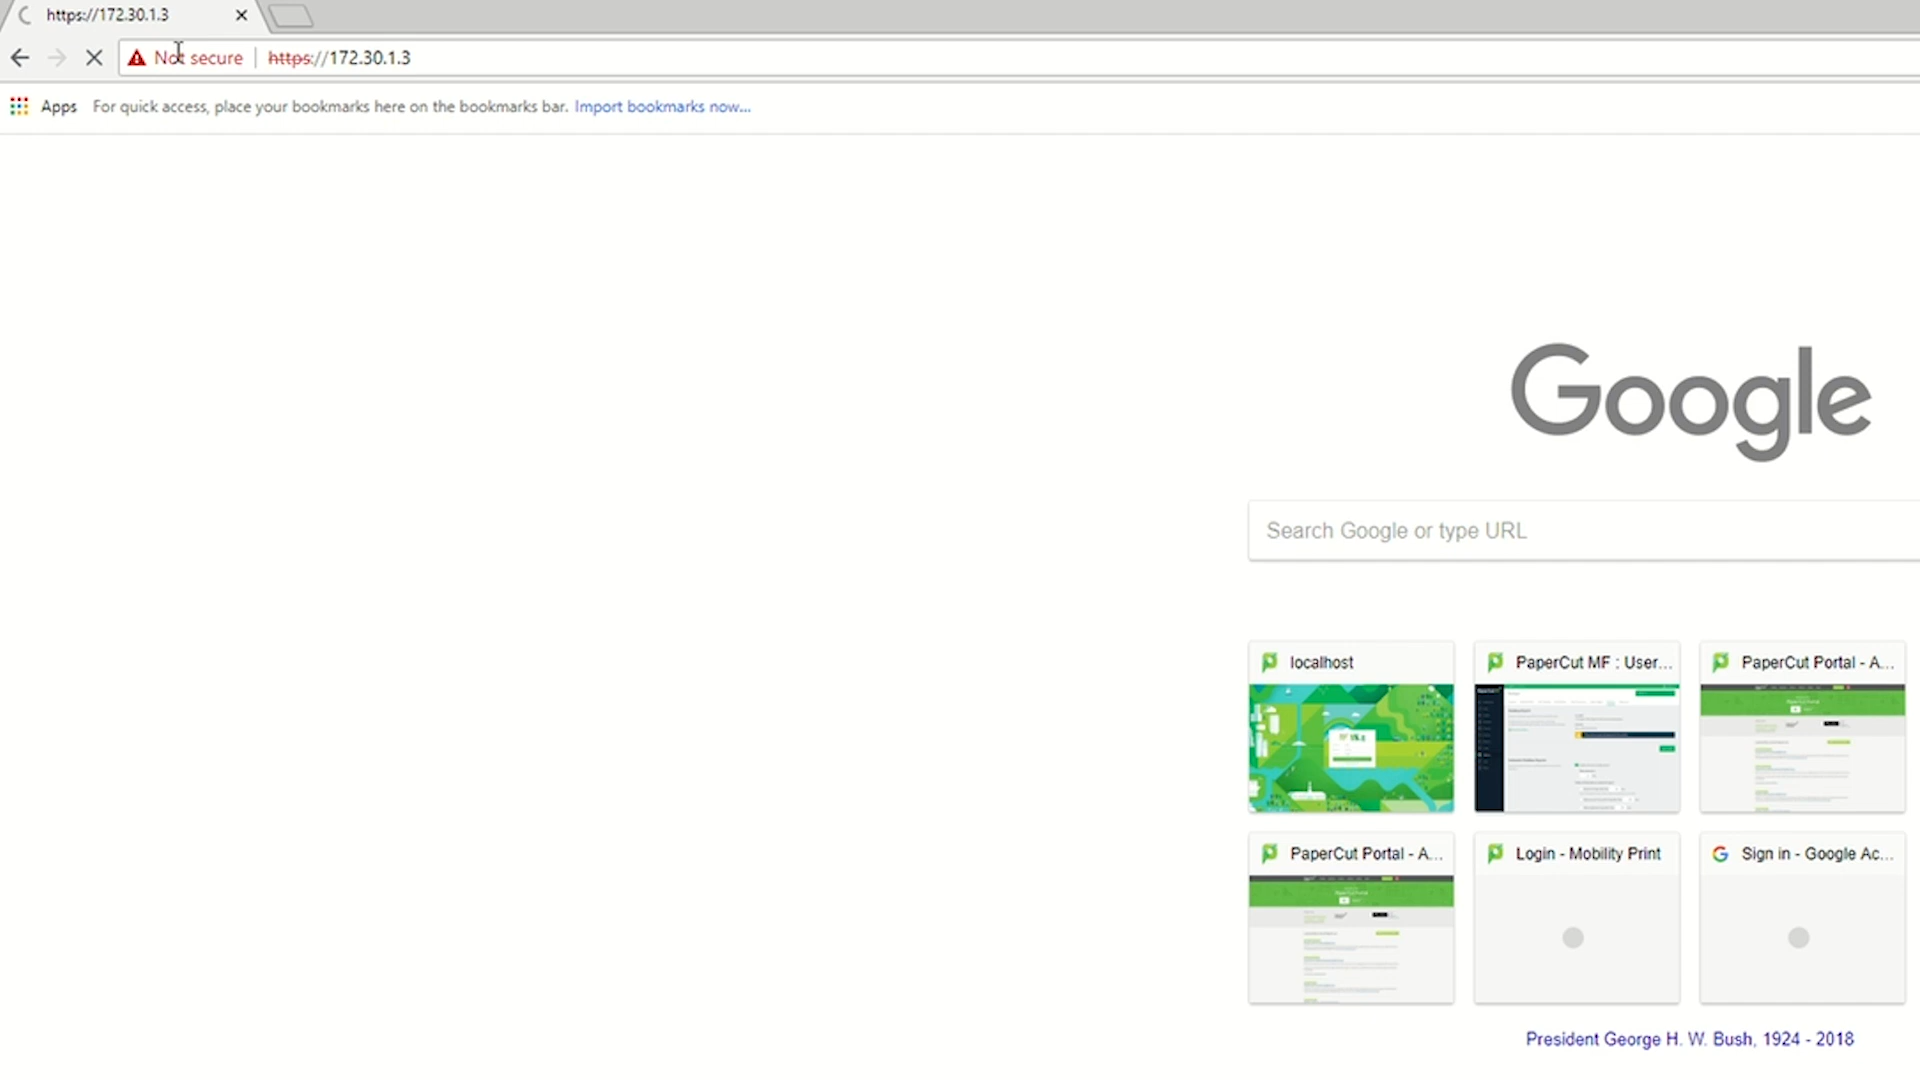 https://172.30.1.3
Not secure | https://172.30.1.3
Apps For quick access, place your bookmarks here on the bookmarks bar. Import bookmarks now...
Google
Search Google or type URL
localhost PaperCut MF : User... PaperCut Portal - A...
PaperCut Portal - A... Login - Mobility Print Sign in - Google Ac...
President George H. W. Bush, 1924 - 2018